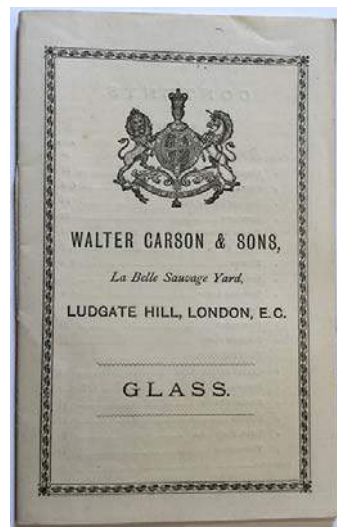 WALTER CARSON & SONS,
La Belle Sauvage Yard,
LUDGATE HILL, LONDON, E.C.
GLASS.